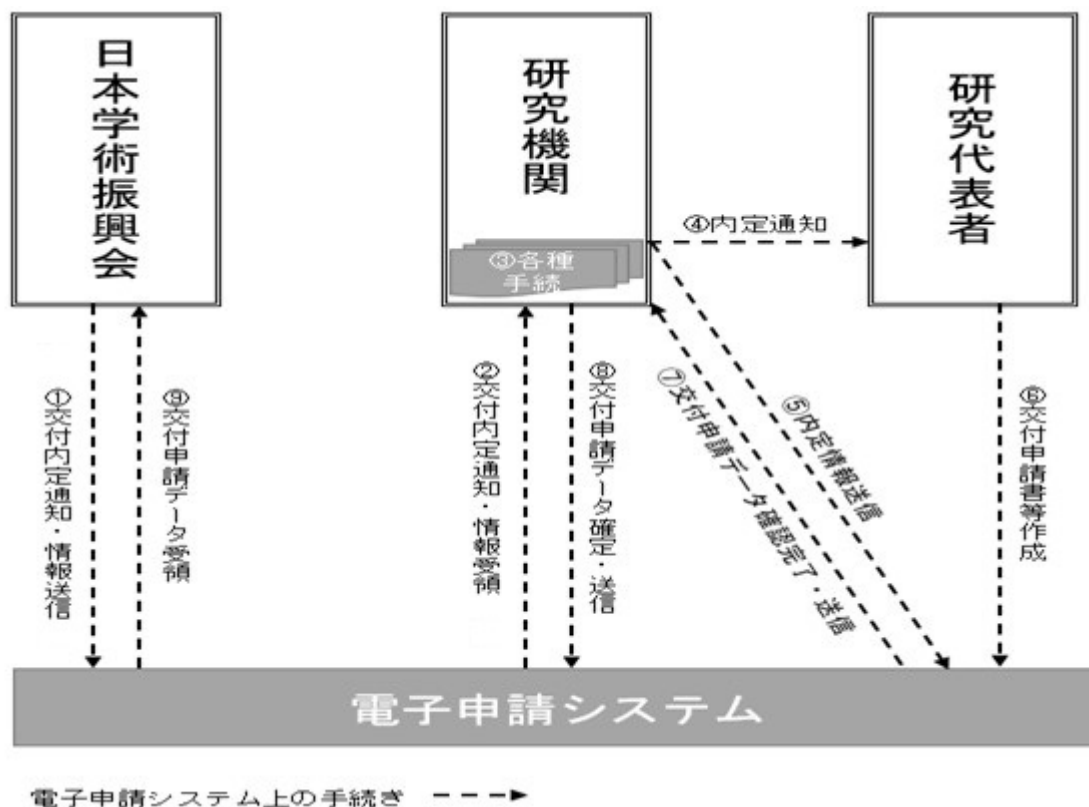 日本学術振興会
研究機関
研究代表者
③各種
手続
④内定通知
①交付内定通知・情報送信
⑨交付申請データ受領
②交付内定通知・情報受領
⑧交付申請データ確定・送信
⑦交付申請データ確認完了・送信
⑤内定情報送信
⑥交付申請書等作成
電子申請システム
電子申請システム上の手続き